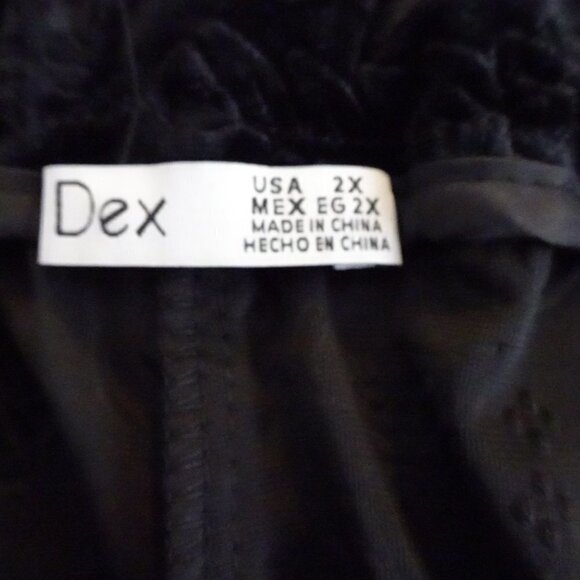 Dex
USA 2X
MEX EG 2X
MADE IN CHINA
HECHO EN CHINA